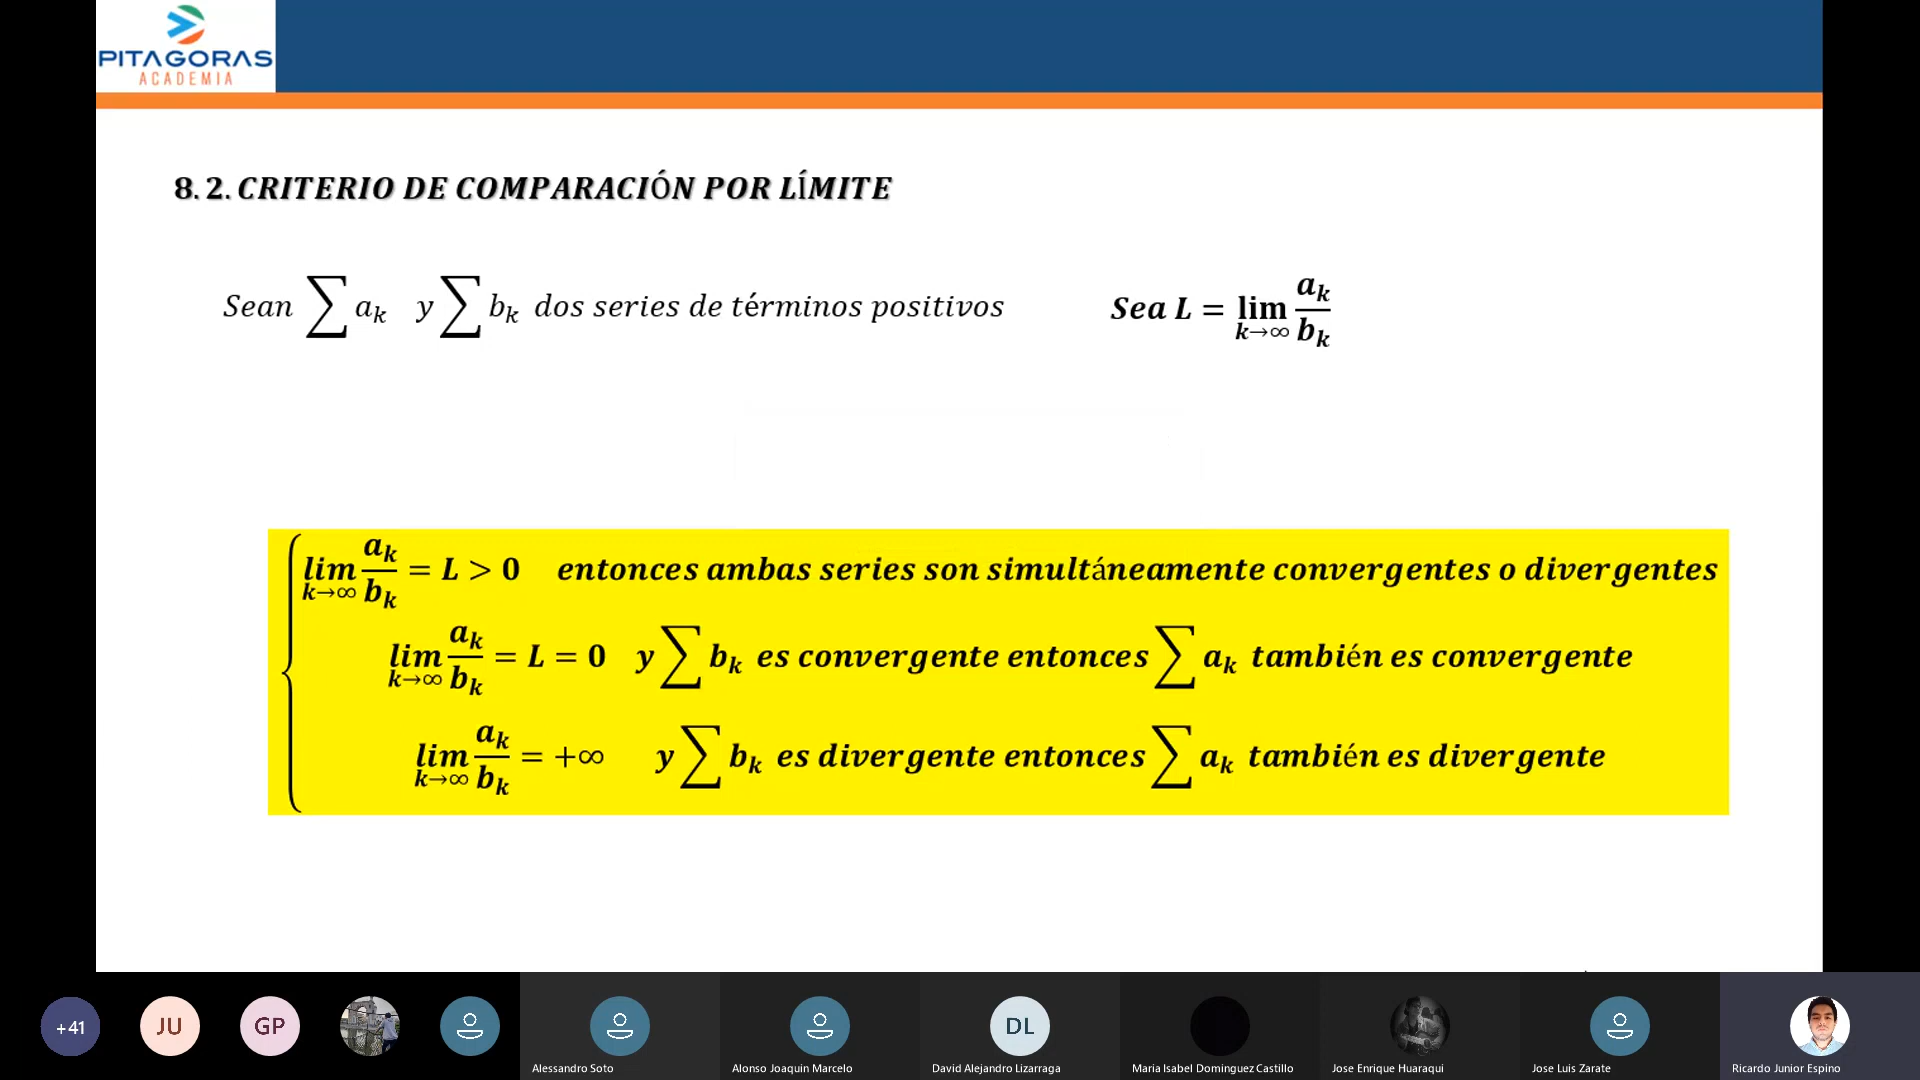 PITAGORAS
ACADEMIA
8. 2. CRITERIO DE COMPARACIÓN POR LÍMITE
Sean ∑ aₖ y ∑ bₖ dos series de términos positivos Sea L = lim k→∞ aₖ/bₖ
lim k→∞ aₖ/bₖ = L > 0 entonces ambas series son simultáneamente convergentes o divergentes
lim k→∞ aₖ/bₖ = L = 0 y ∑ bₖ es convergente entonces ∑ aₖ también es convergente
lim k→∞ aₖ/bₖ = +∞ y ∑ bₖ es divergente entonces ∑ aₖ también es divergente
+41 JU GP DL
Alessandro Soto Alonso Joaquin Marcelo David Alejandro Lizarraga Maria Isabel Dominguez Castillo Jose Enrique Huaraqui Jose Luis Zarate Ricardo Junior Espino